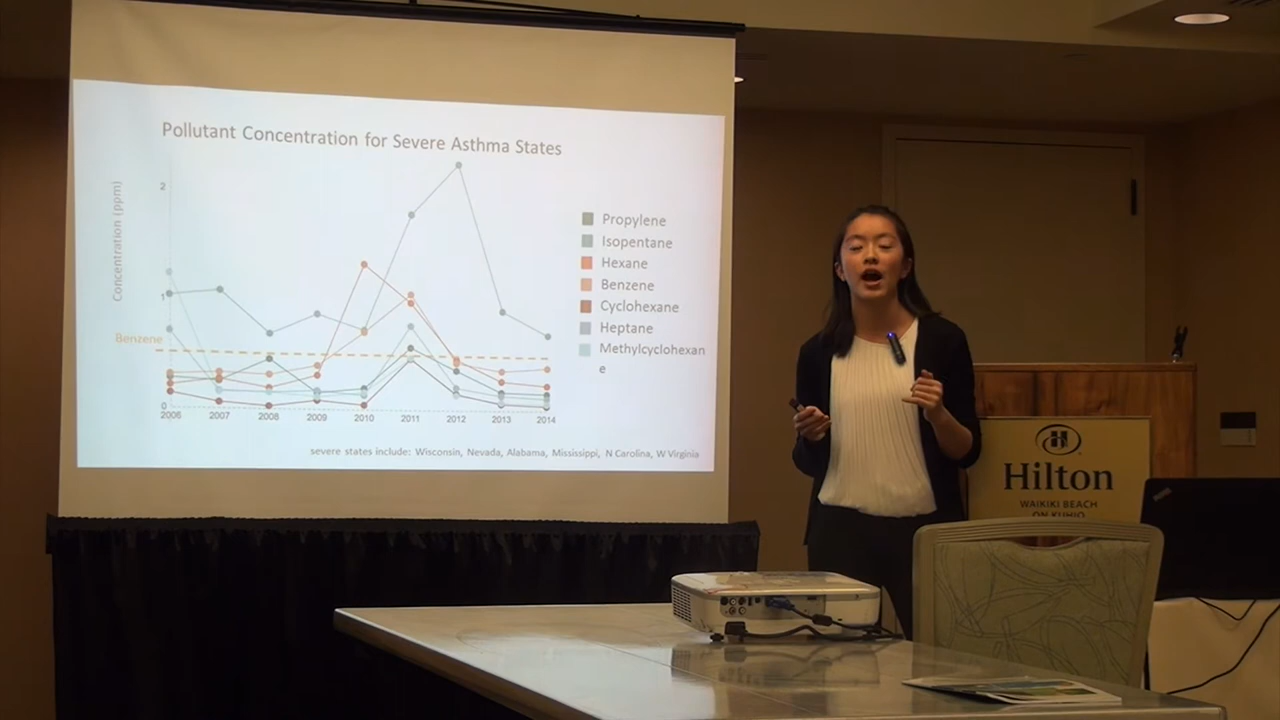 Pollutant Concentration for Severe Asthma States
Concentration (ppm)
2
1
Benzene
0
2006 2007 2008 2009 2010 2011 2012 2013 2014
Propylene
Isopentane
Hexane
Benzene
Cyclohexane
Heptane
Methylcyclohexan
e
severe states include: Wisconsin, Nevada, Alabama, Mississippi, N Carolina, W Virginia
H
Hilton
WAIKIKI BEACH
ON KUHIO